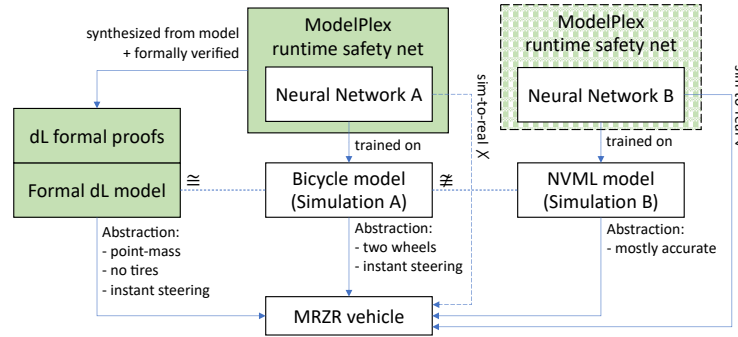 synthesized from model
+ formally verified
ModelPlex
runtime safety net
Neural Network A
sim-to-real X
ModelPlex
runtime safety net
Neural Network B
trained on
trained on
dL formal proofs
Formal dL model
≅
Bicycle model
(Simulation A)
≇
NVML model
(Simulation B)
Abstraction:
- point-mass
- no tires
- instant steering
Abstraction:
- two wheels
- instant steering
Abstraction:
- mostly accurate
MRZR vehicle